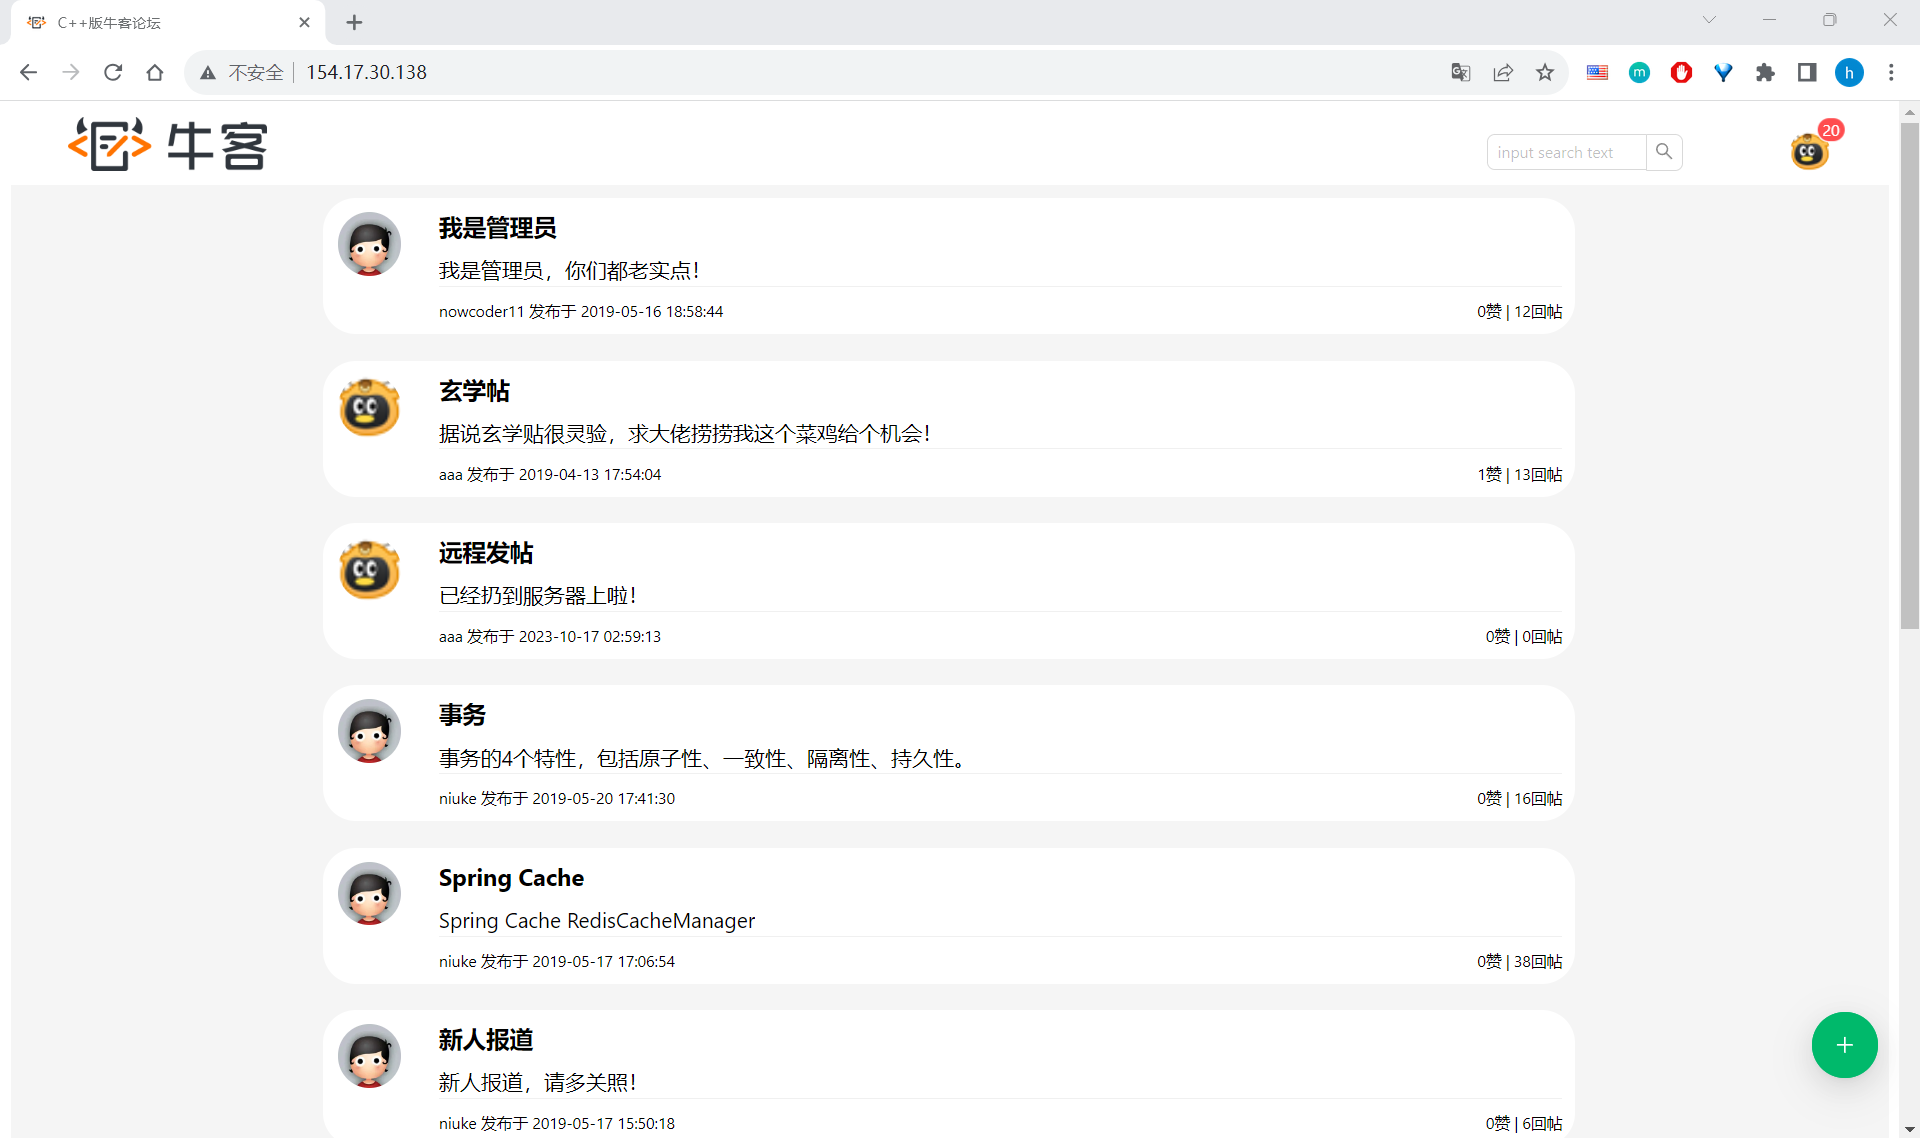 C++版牛客论坛
不安全 154.17.30.138
m
h
牛客
input search text
20
我是管理员
我是管理员，你们都老实点！
nowcoder11 发布于 2019-05-16 18:58:44
0赞 | 12回帖
玄学帖
据说玄学贴很灵验，求大佬捞捞我这个菜鸡给个机会！
aaa 发布于 2019-04-13 17:54:04
1赞 | 13回帖
远程发帖
已经扔到服务器上啦！
aaa 发布于 2023-10-17 02:59:13
0赞 | 0回帖
事务
事务的4个特性，包括原子性、一致性、隔离性、持久性。
niuke 发布于 2019-05-20 17:41:30
0赞 | 16回帖
Spring Cache
Spring Cache RedisCacheManager
niuke 发布于 2019-05-17 17:06:54
0赞 | 38回帖
新人报道
新人报道，请多关照！
niuke 发布于 2019-05-17 15:50:18
0赞 | 6回帖